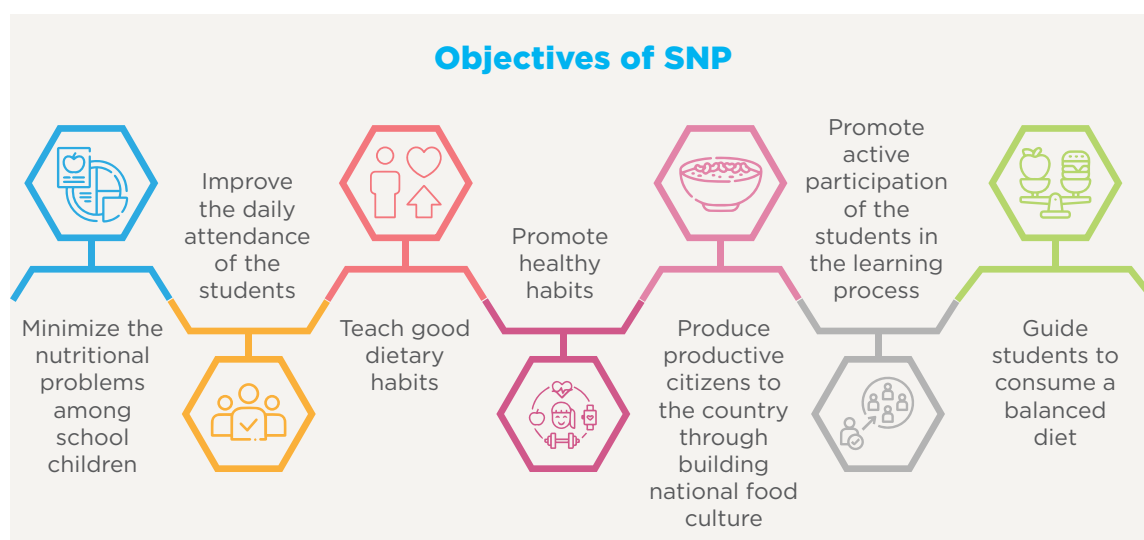 Objectives of SNP
Minimize the
nutritional
problems
among
school
children
Improve
the daily
attendance
of the
students
Teach good
dietary
habits
Promote
healthy
habits
Produce
productive
citizens to
the country
through
building
national food
culture
Promote
active
participation
of the
students in
the learning
process
Guide
students to
consume a
balanced
diet